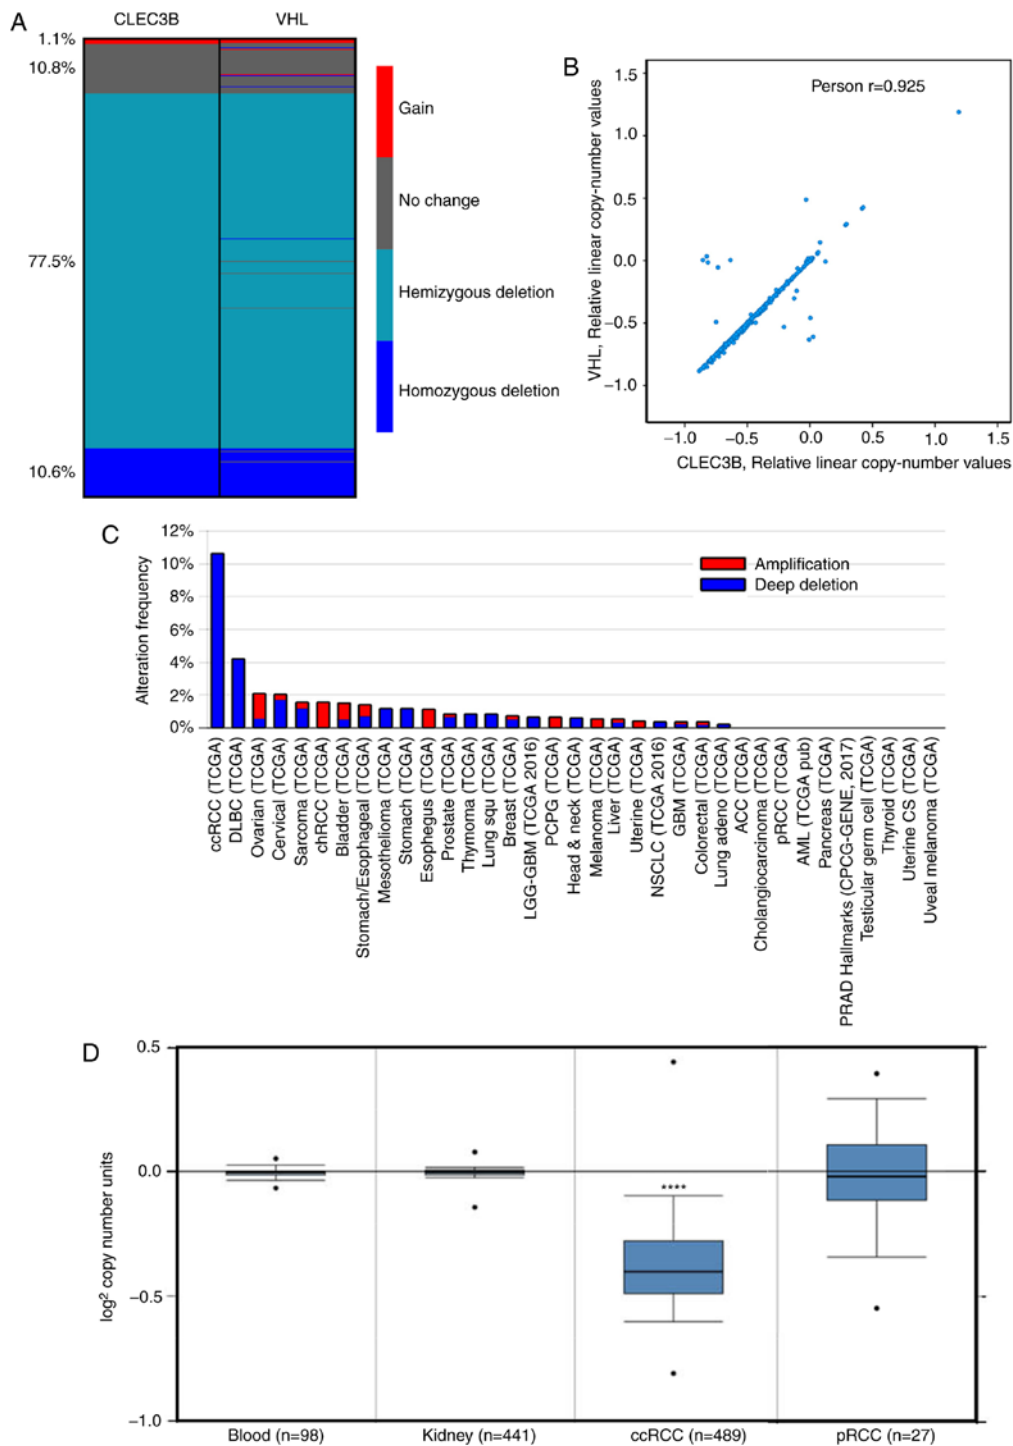 A
CLEC3B VHL
1.1%
10.8%
77.5%
10.6%
Gain
No change
Hemizygous deletion
Homozygous deletion
B
Person r=0.925
VHL, Relative linear copy-number values
1.5
1.0
0.5
0.0
−0.5
−1.0
−1.0 −0.5 0.0 0.5 1.0 1.5
CLEC3B, Relative linear copy-number values
C
Alteration frequency
12%
10%
8%
6%
4%
2%
0%
Amplification
Deep deletion
ccRCC (TCGA)
DLBC (TCGA)
Ovarian (TCGA)
Cervical (TCGA)
Sarcoma (TCGA)
chRCC (TCGA)
Bladder (TCGA)
Stomach/Esophageal (TCGA)
Mesothelioma (TCGA)
Stomach (TCGA)
Esophegus (TCGA)
Prostate (TCGA)
Thymoma (TCGA)
Lung squ (TCGA)
Breast (TCGA)
LGG-GBM (TCGA 2016)
PCPG (TCGA)
Head & neck (TCGA)
Melanoma (TCGA)
Liver (TCGA)
Uterine (TCGA)
NSCLC (TCGA 2016)
GBM (TCGA)
Colorectal (TCGA)
Lung adeno (TCGA)
ACC (TCGA)
Cholangiocarcinoma (TCGA)
pRCC (TCGA)
AML (TCGA pub)
Pancreas (TCGA)
PRAD Hallmarks (CPCG-GENE, 2017)
Testicular germ cell (TCGA)
Thyroid (TCGA)
Uterine CS (TCGA)
Uveal melanoma (TCGA)
D
log² copy number units
0.5
0.0
−0.5
−1.0
****
Blood (n=98) Kidney (n=441) ccRCC (n=489) pRCC (n=27)